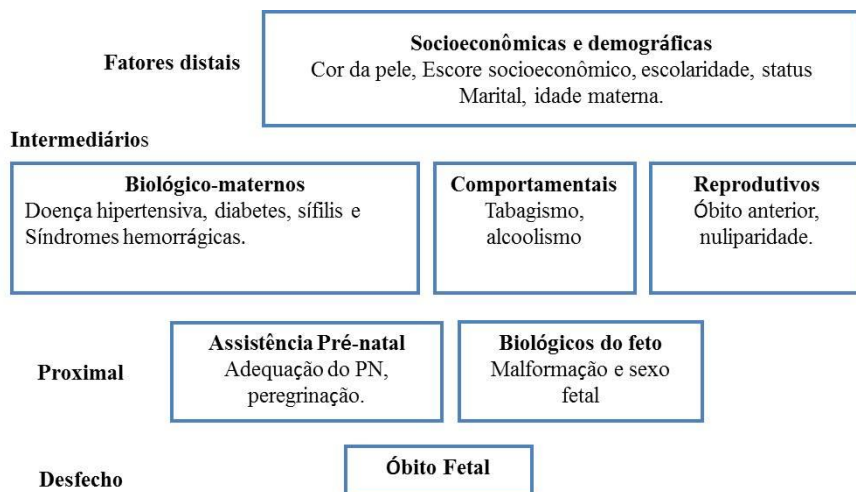 Socioeconômicas e demográficas
Fatores distais
Cor da pele, Escore socioeconômico, escolaridade, status
Marital, idade materna.
Intermediários
Biológico-maternos
Doença hipertensiva, diabetes, sífilis e
Síndromes hemorrágicas.
Comportamentais
Tabagismo,
alcoolismo
Reprodutivos
Óbito anterior,
nuliparidade.
Proximal
Assistência Pré-natal
Adequação do PN,
peregrinação.
Biológicos do feto
Malformação e sexo
fetal
Desfecho
Óbito Fetal